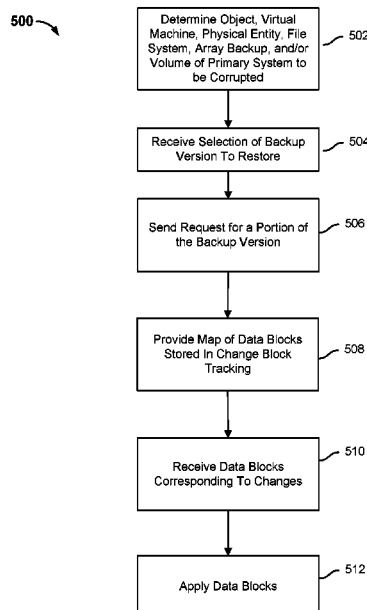 500
Determine Object, Virtual
Machine, Physical Entity, File
System, Array Backup, and/or
Volume of Primary System to
be Corrupted
502
Receive Selection of Backup
Version To Restore
504
Send Request for a Portion of
the Backup Version
506
Provide Map of Data Blocks
Stored In Change Block
Tracking
508
Receive Data Blocks
Corresponding To Changes
510
Apply Data Blocks
512